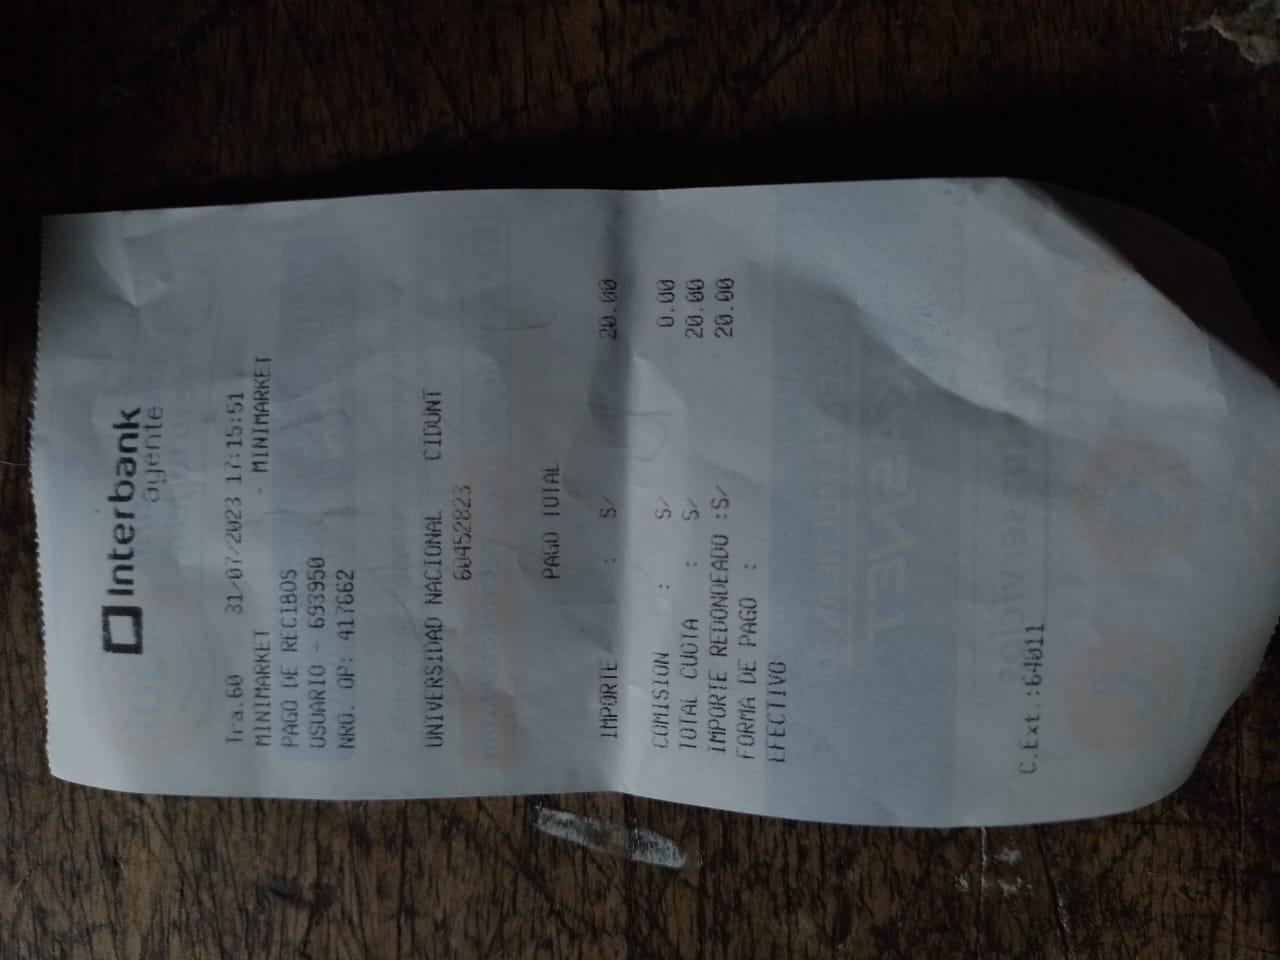 Interbank
agente
Tra.60 31/07/2023 17:15:51
MINIMARKET - MINIMARKET
PAGO DE RECIBOS
USUARIO - 693950
NRO. OP: 417662
UNIVERSIDAD NACIONAL CIDUNT
60452823
PAGO TOTAL
IMPORTE : S/ 20.00
COMISION : S/ 0.00
TOTAL CUOTA : S/ 20.00
IMPORTE REDONDEADO :S/ 20.00
FORMA DE PAGO :
EFECTIVO
C.Ext.:64011